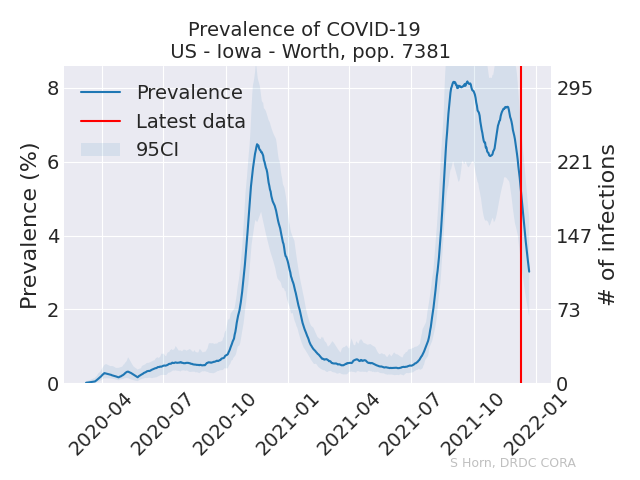 Prevalence of COVID-19
US - Iowa - Worth, pop. 7381
Prevalence
Latest data
95CI
Prevalence (%)
8
6
4
2
0
295
221
147
73
0
# of infections
2020-04
2020-07
2020-10
2021-01
2021-04
2021-07
2021-10
2022-01
S Horn, DRDC CORA